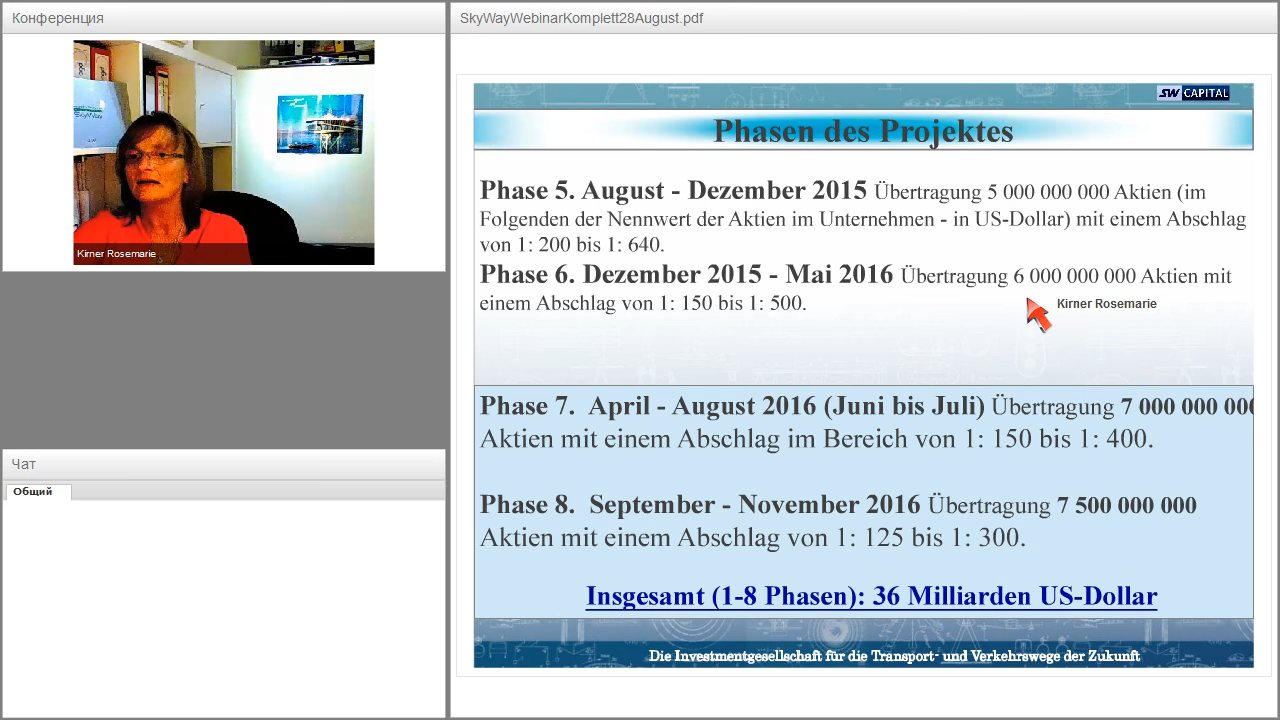 Конференция
Kirner Rosemarie
Чат
Общий
SkyWayWebinarKomplett28August.pdf
SW CAPITAL
Phasen des Projektes
Phase 5. August - Dezember 2015 Übertragung 5 000 000 000 Aktien (im
Folgenden der Nennwert der Aktien im Unternehmen - in US-Dollar) mit einem Abschlag
von 1: 200 bis 1: 640.
Phase 6. Dezember 2015 - Mai 2016 Übertragung 6 000 000 000 Aktien mit
einem Abschlag von 1: 150 bis 1: 500.
Kirner Rosemarie
Phase 7. April - August 2016 (Juni bis Juli) Übertragung 7 000 000 000
Aktien mit einem Abschlag im Bereich von 1: 150 bis 1: 400.
Phase 8. September - November 2016 Übertragung 7 500 000 000
Aktien mit einem Abschlag von 1: 125 bis 1: 300.
Insgesamt (1-8 Phasen): 36 Milliarden US-Dollar
Die Investmentgesellschaft für die Transport- und Verkehrswege der Zukunft